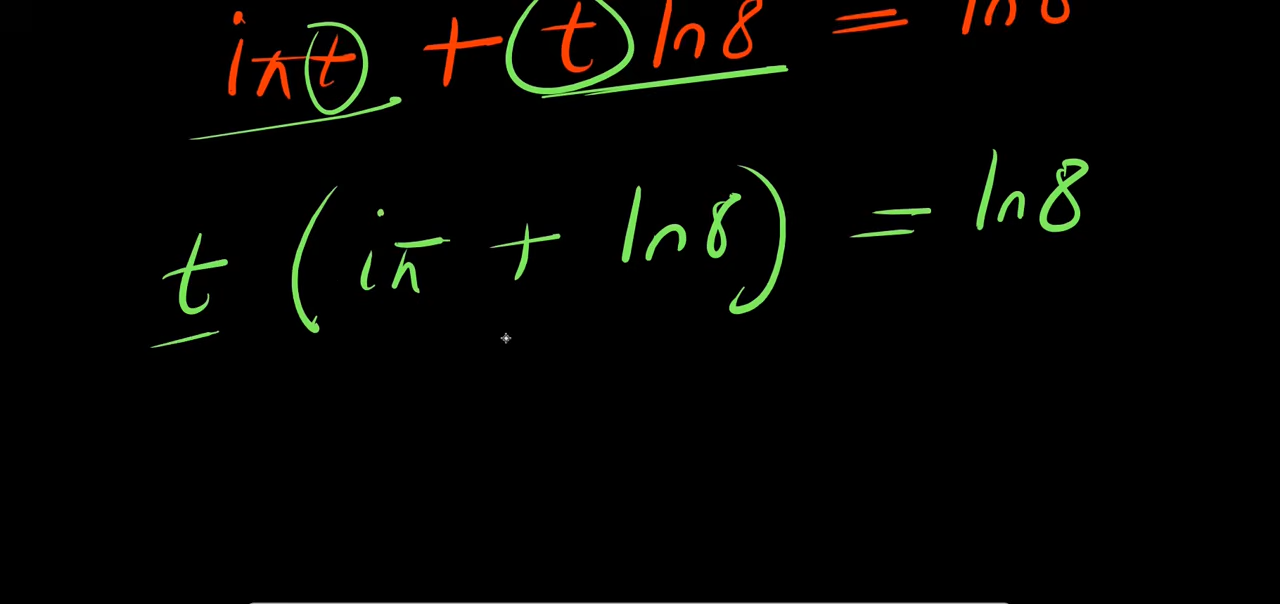 iπt + t ln8 = ln8
t (iπ + ln8) = ln8